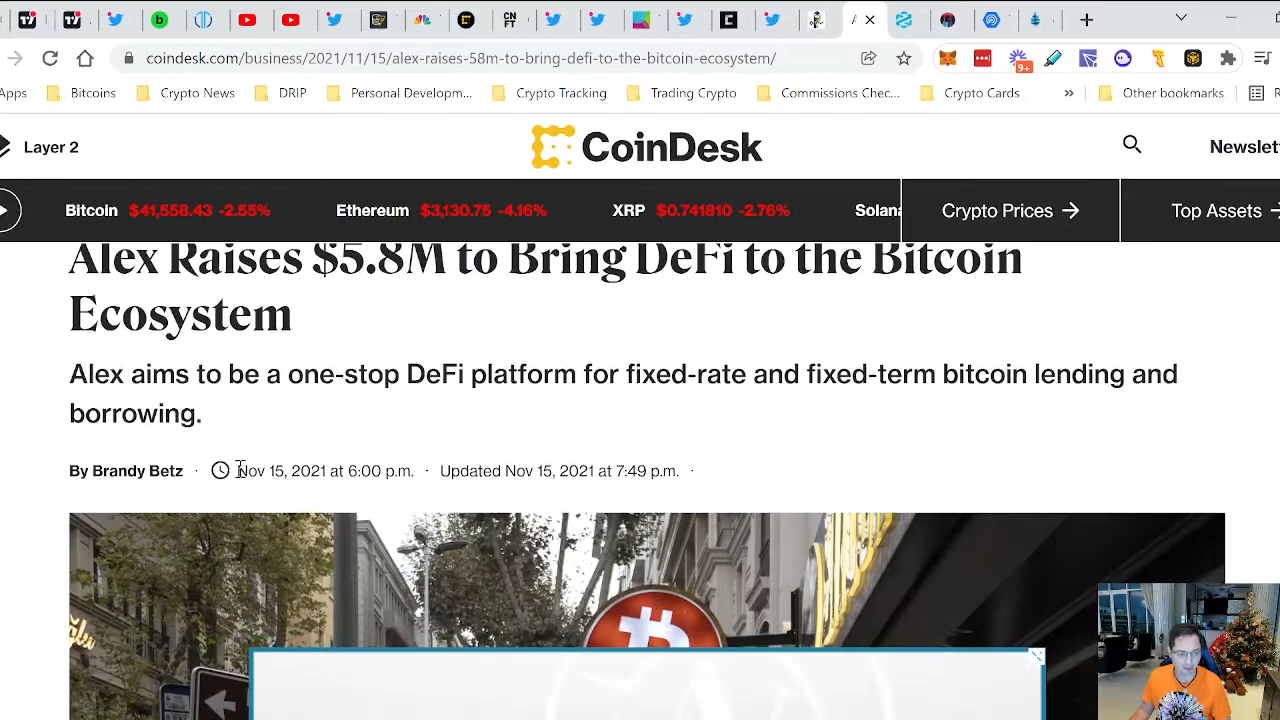 coindesk.com/business/2021/11/15/alex-raises-58m-to-bring-defi-to-the-bitcoin-ecosystem/
9+
Apps
Bitcoins
Crypto News
DRIP
Personal Developm...
Crypto Tracking
Trading Crypto
Commissions Chec...
Crypto Cards
»
Other bookmarks
Layer 2
CoinDesk
Newslet
Bitcoin $41,558.43 -2.55%
Ethereum $3,130.75 -4.16%
XRP $0.741810 -2.76%
Solana
Crypto Prices →
Top Assets
Alex Raises $5.8M to Bring DeFi to the Bitcoin
Ecosystem
Alex aims to be a one-stop DeFi platform for fixed-rate and fixed-term bitcoin lending and
borrowing.
By Brandy Betz · Nov 15, 2021 at 6:00 p.m. · Updated Nov 15, 2021 at 7:49 p.m. ·